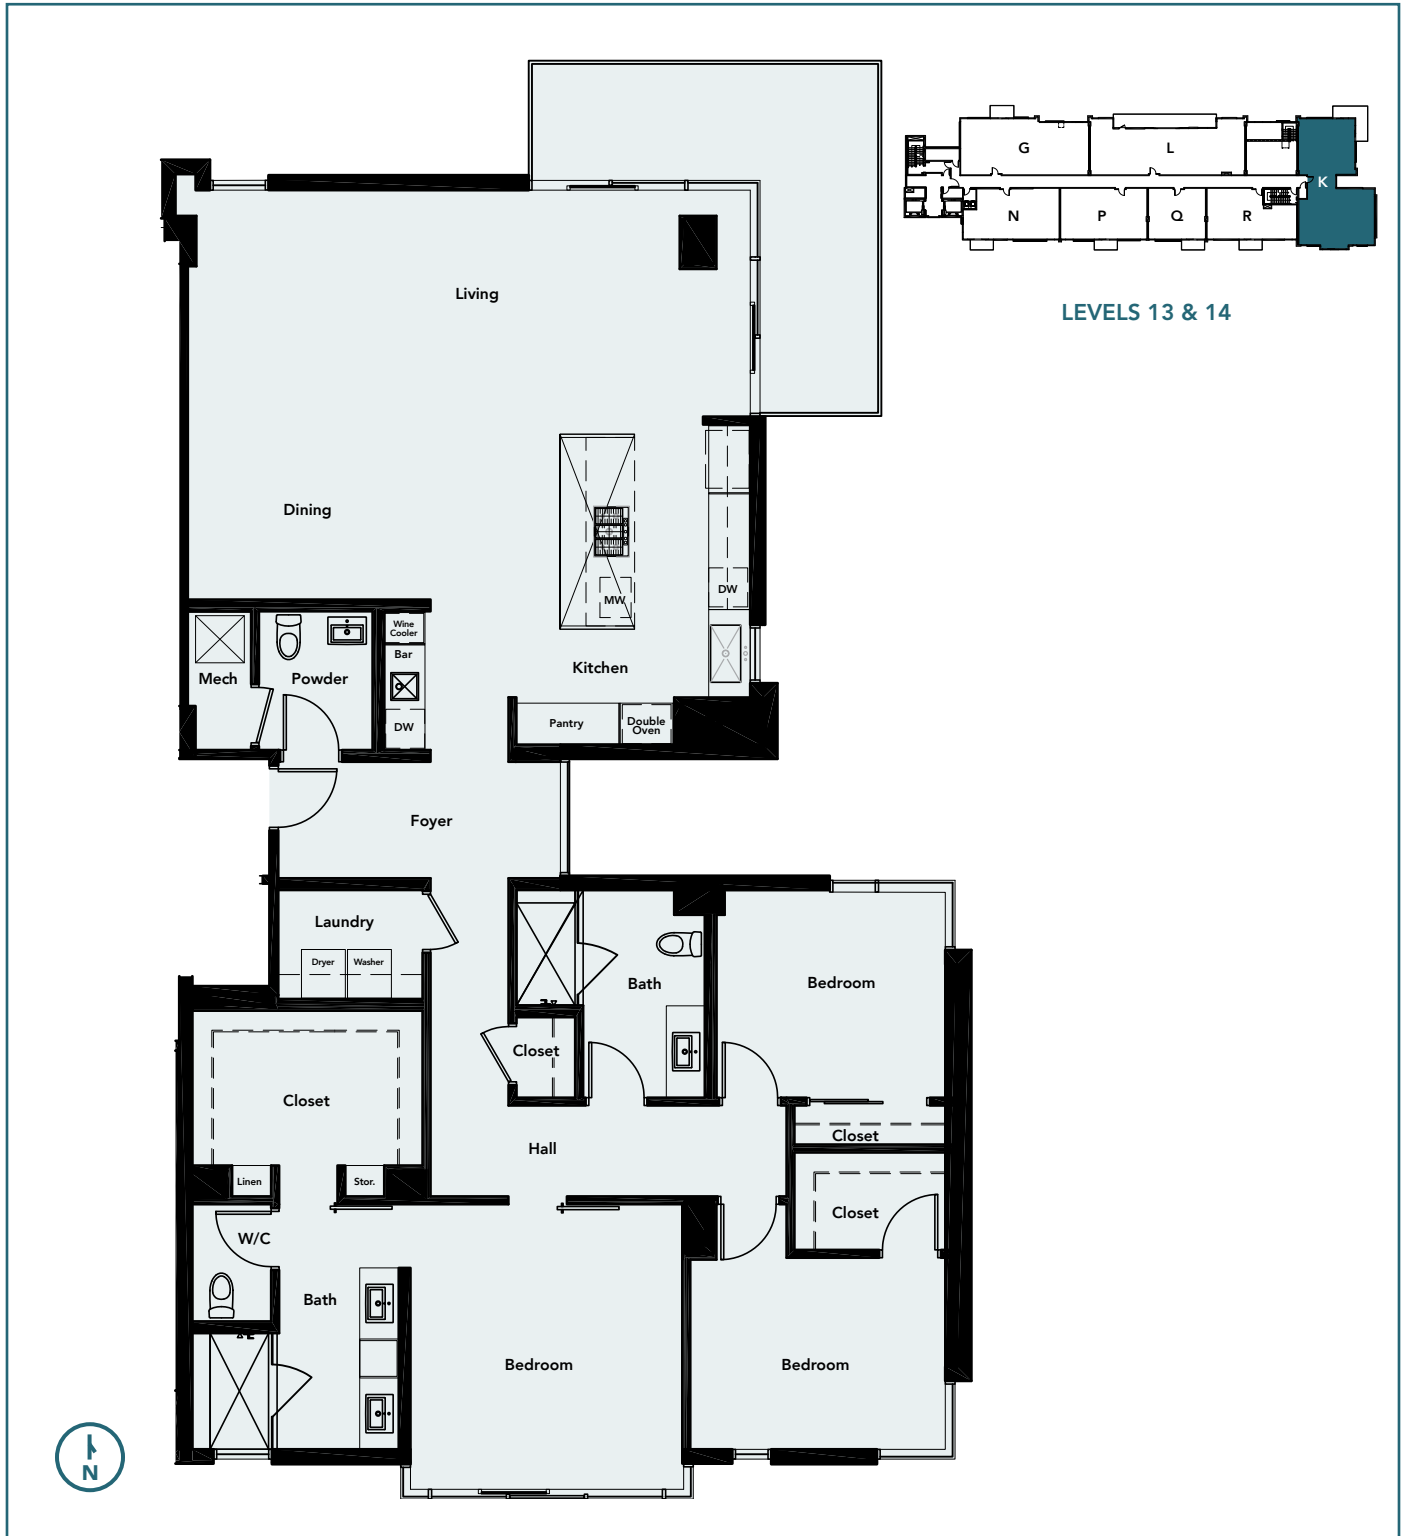 G
L
K
N
P
Q
R
LEVELS 13 & 14
Living
Dining
MW
DW
Wine
Cooler
Bar
DW
Mech
Powder
Kitchen
Pantry
Double
Oven
Foyer
Laundry
Dryer
Washer
Bath
Bedroom
Closet
Closet
Hall
Closet
Linen
Stor.
Closet
W/C
Bath
Bedroom
Bedroom
N